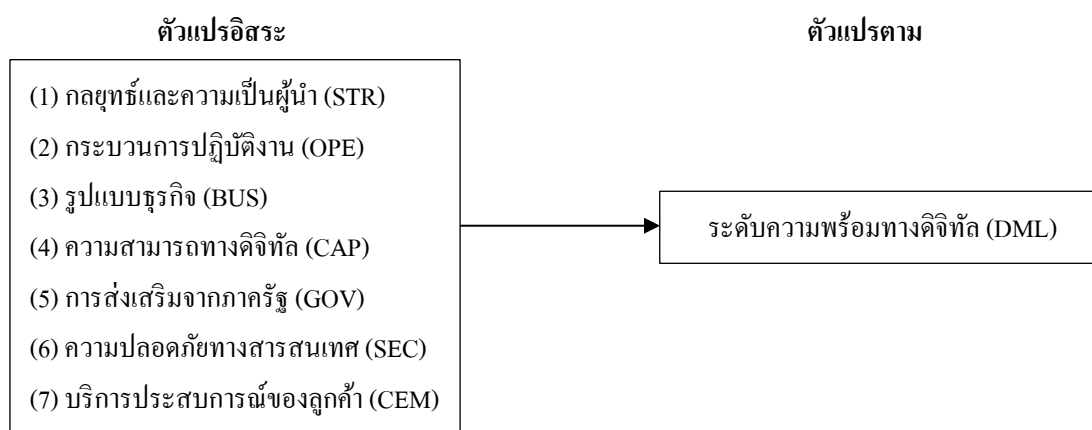 ตัวแปรอิสระ
(1) กลยุทธ์และความเป็นผู้นำ (STR)
(2) กระบวนการปฏิบัติงาน (OPE)
(3) รูปแบบธุรกิจ (BUS)
(4) ความสามารถทางดิจิทัล (CAP)
(5) การส่งเสริมจากภาครัฐ (GOV)
(6) ความปลอดภัยทางสารสนเทศ (SEC)
(7) บริการประสบการณ์ของลูกค้า (CEM)
ตัวแปรตาม
ระดับความพร้อมทางดิจิทัล (DML)